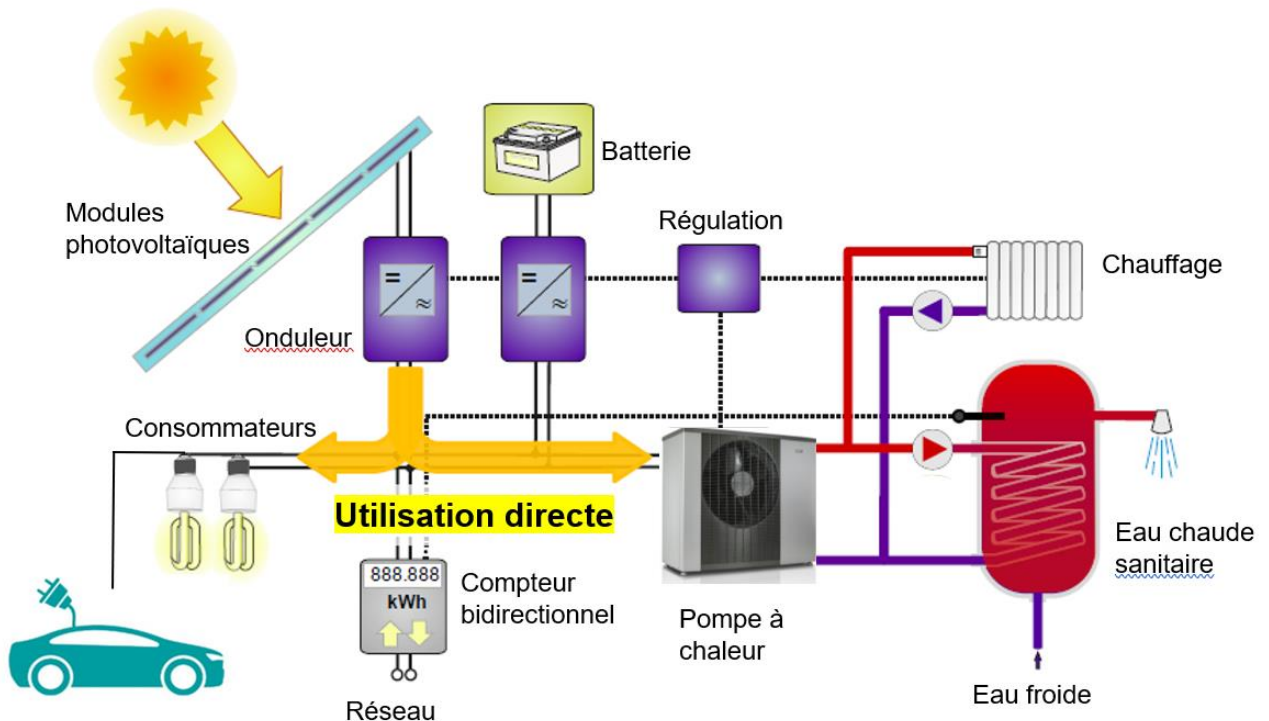 Batterie
Modules
photovoltaïques
Régulation
Chauffage
Onduleur
Consommateurs
Utilisation directe
888.888
kWh
Compteur
bidirectionnel
Pompe à
chaleur
Eau chaude
sanitaire
Eau froide
Réseau